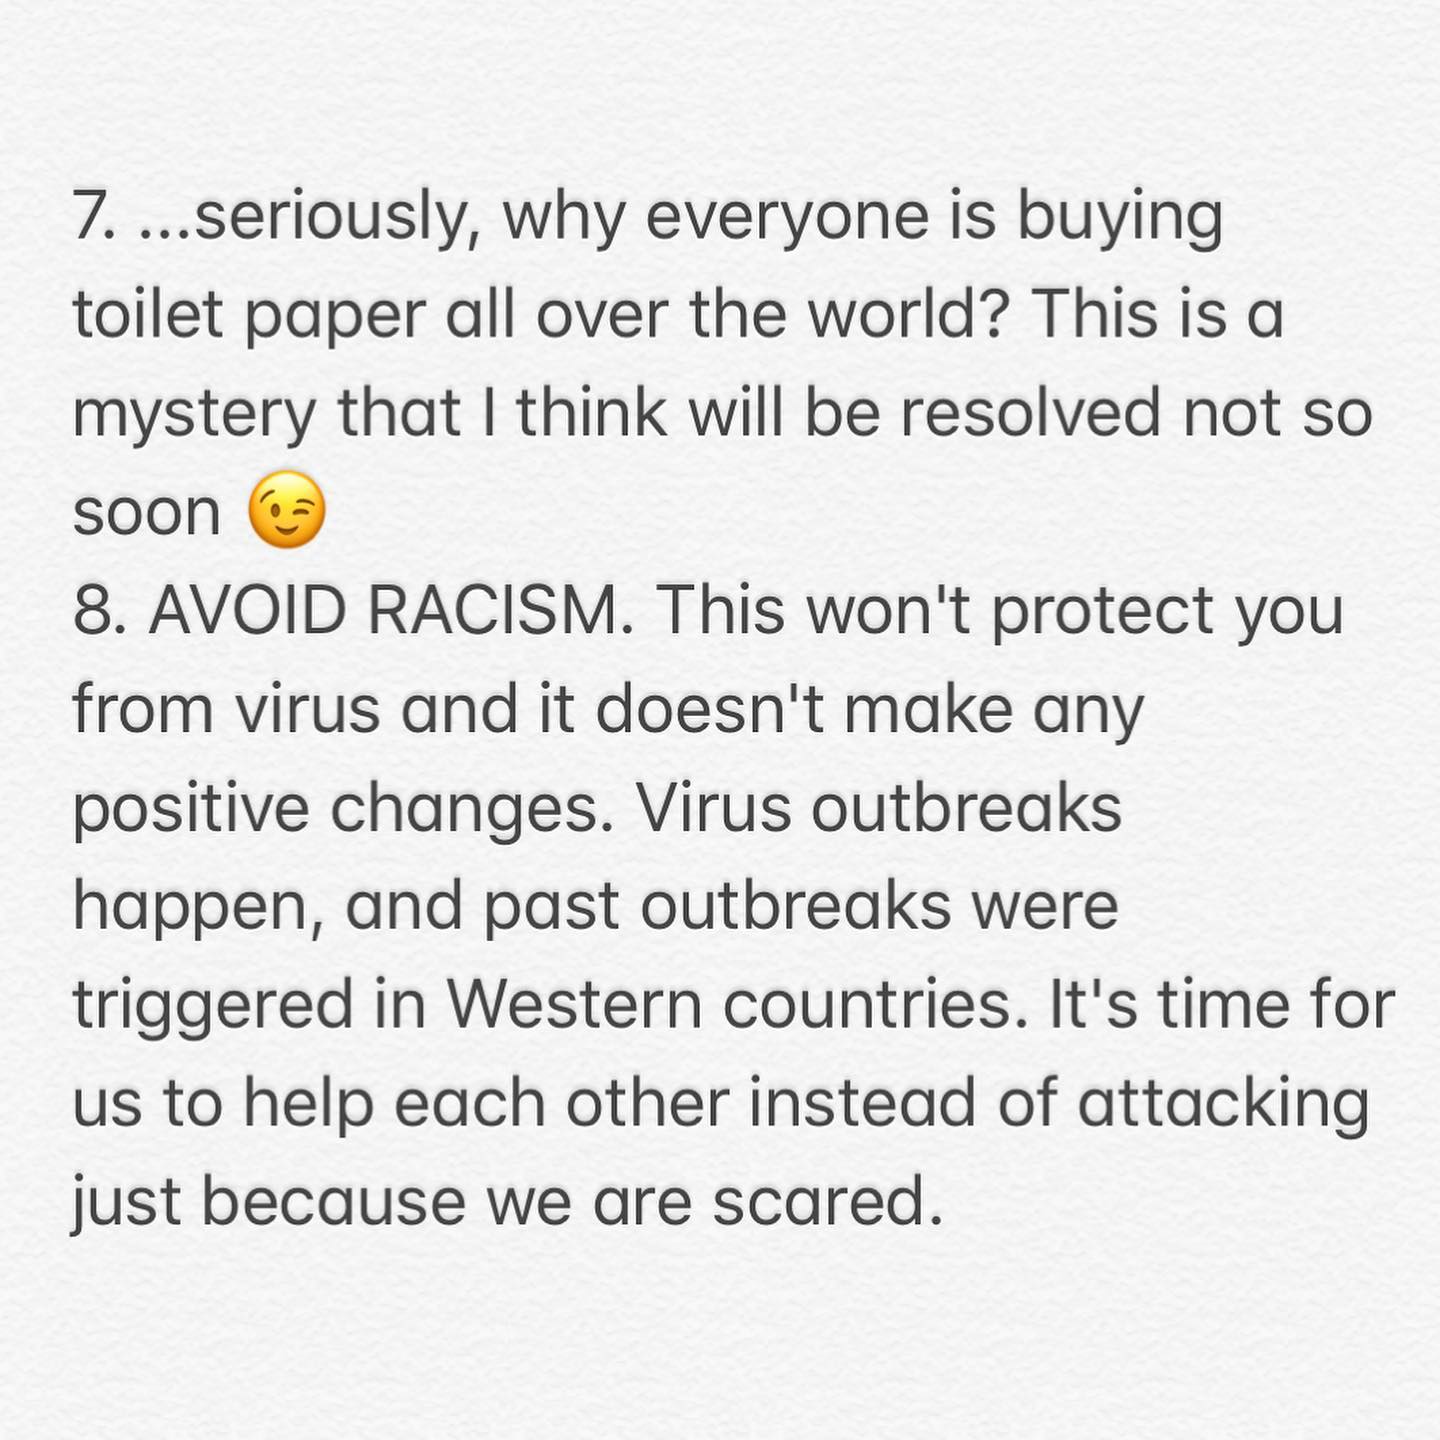 7. ...seriously, why everyone is buying
toilet paper all over the world? This is a
mystery that I think will be resolved not so
soon 😉
8. AVOID RACISM. This won't protect you
from virus and it doesn't make any
positive changes. Virus outbreaks
happen, and past outbreaks were
triggered in Western countries. It's time for
us to help each other instead of attacking
just because we are scared.